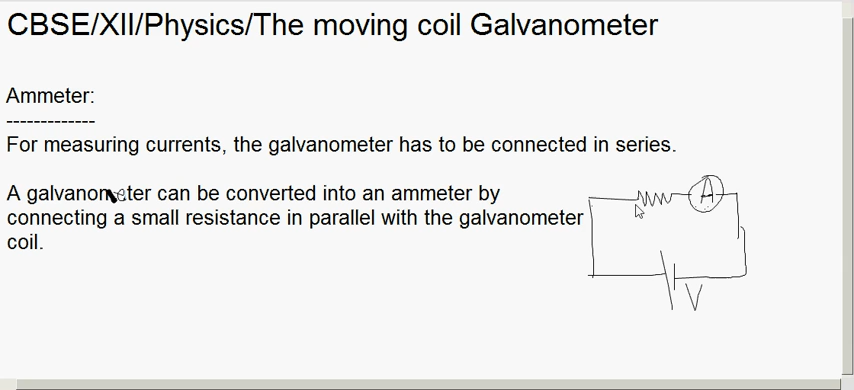 CBSE/XII/Physics/The moving coil Galvanometer
Ammeter:
-------------
For measuring currents, the galvanometer has to be connected in series.
A galvanometer can be converted into an ammeter by
connecting a small resistance in parallel with the galvanometer
coil.
A
V